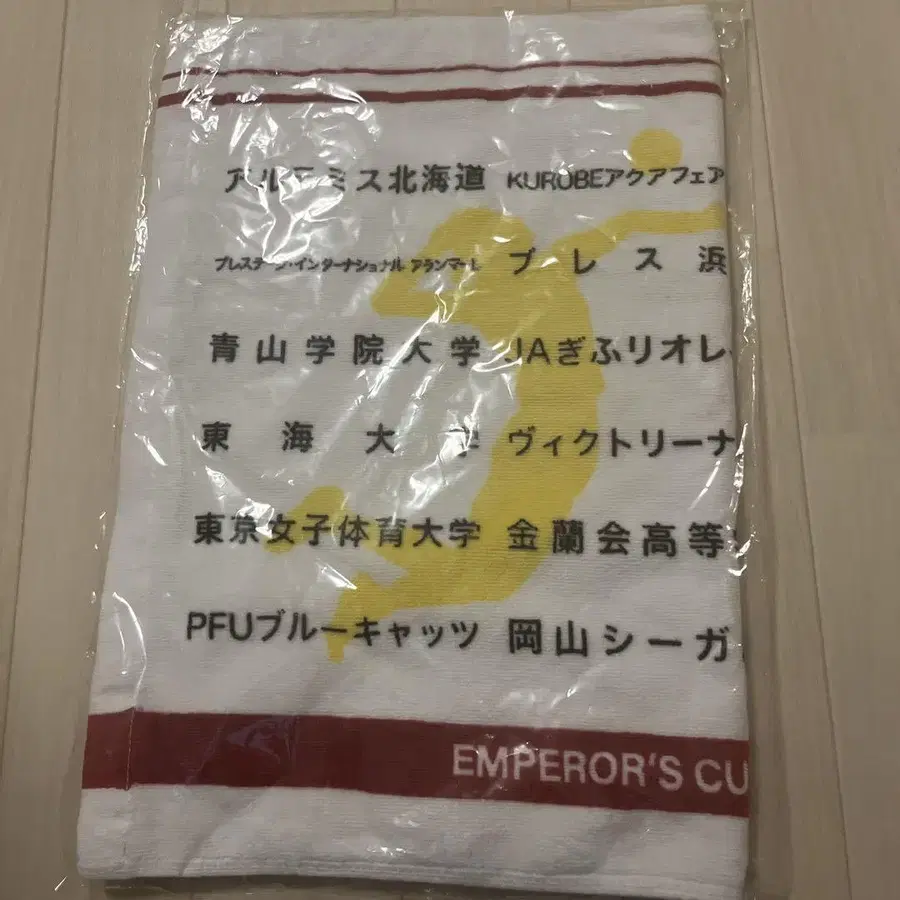 アルテミス北海道 KUROBEアクアフェア
プレステージ・インターナショナル アランマーレ ブレス浜
青山学院大学 JAぎふリオレ
東海大学 ヴィクトリーナ
東京女子体育大学 金蘭会高等
PFUブルーキャッツ 岡山シーガ
EMPEROR'S CU